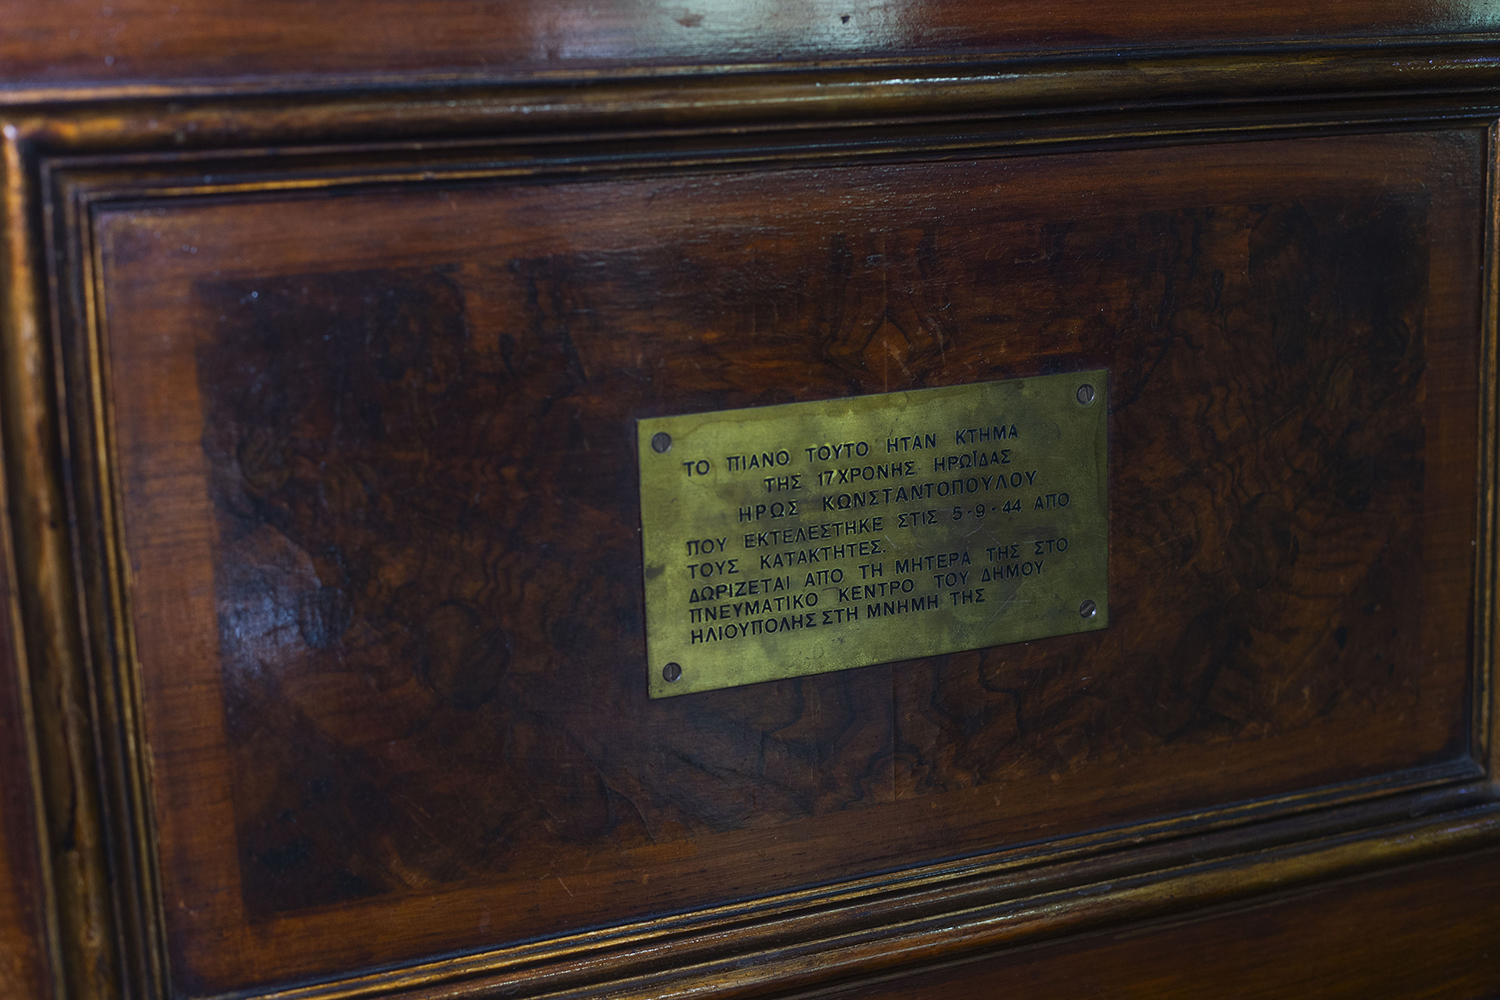 ΤΟ ΠΙΑΝΟ ΤΟΥΤΟ ΗΤΑΝ ΚΤΗΜΑ
ΤΗΣ 17ΧΡΟΝΗΣ ΗΡΩΪΔΑΣ
ΗΡΩΣ ΚΩΝΣΤΑΝΤΟΠΟΥΛΟΥ
ΠΟΥ ΕΚΤΕΛΕΣΤΗΚΕ ΣΤΙΣ 5-9-44 ΑΠΟ
ΤΟΥΣ ΚΑΤΑΚΤΗΤΕΣ.
ΔΩΡΙΖΕΤΑΙ ΑΠΟ ΤΗ ΜΗΤΕΡΑ ΤΗΣ ΣΤΟ
ΠΝΕΥΜΑΤΙΚΟ ΚΕΝΤΡΟ ΤΟΥ ΔΗΜΟΥ
ΗΛΙΟΥΠΟΛΗΣ ΣΤΗ ΜΝΗΜΗ ΤΗΣ